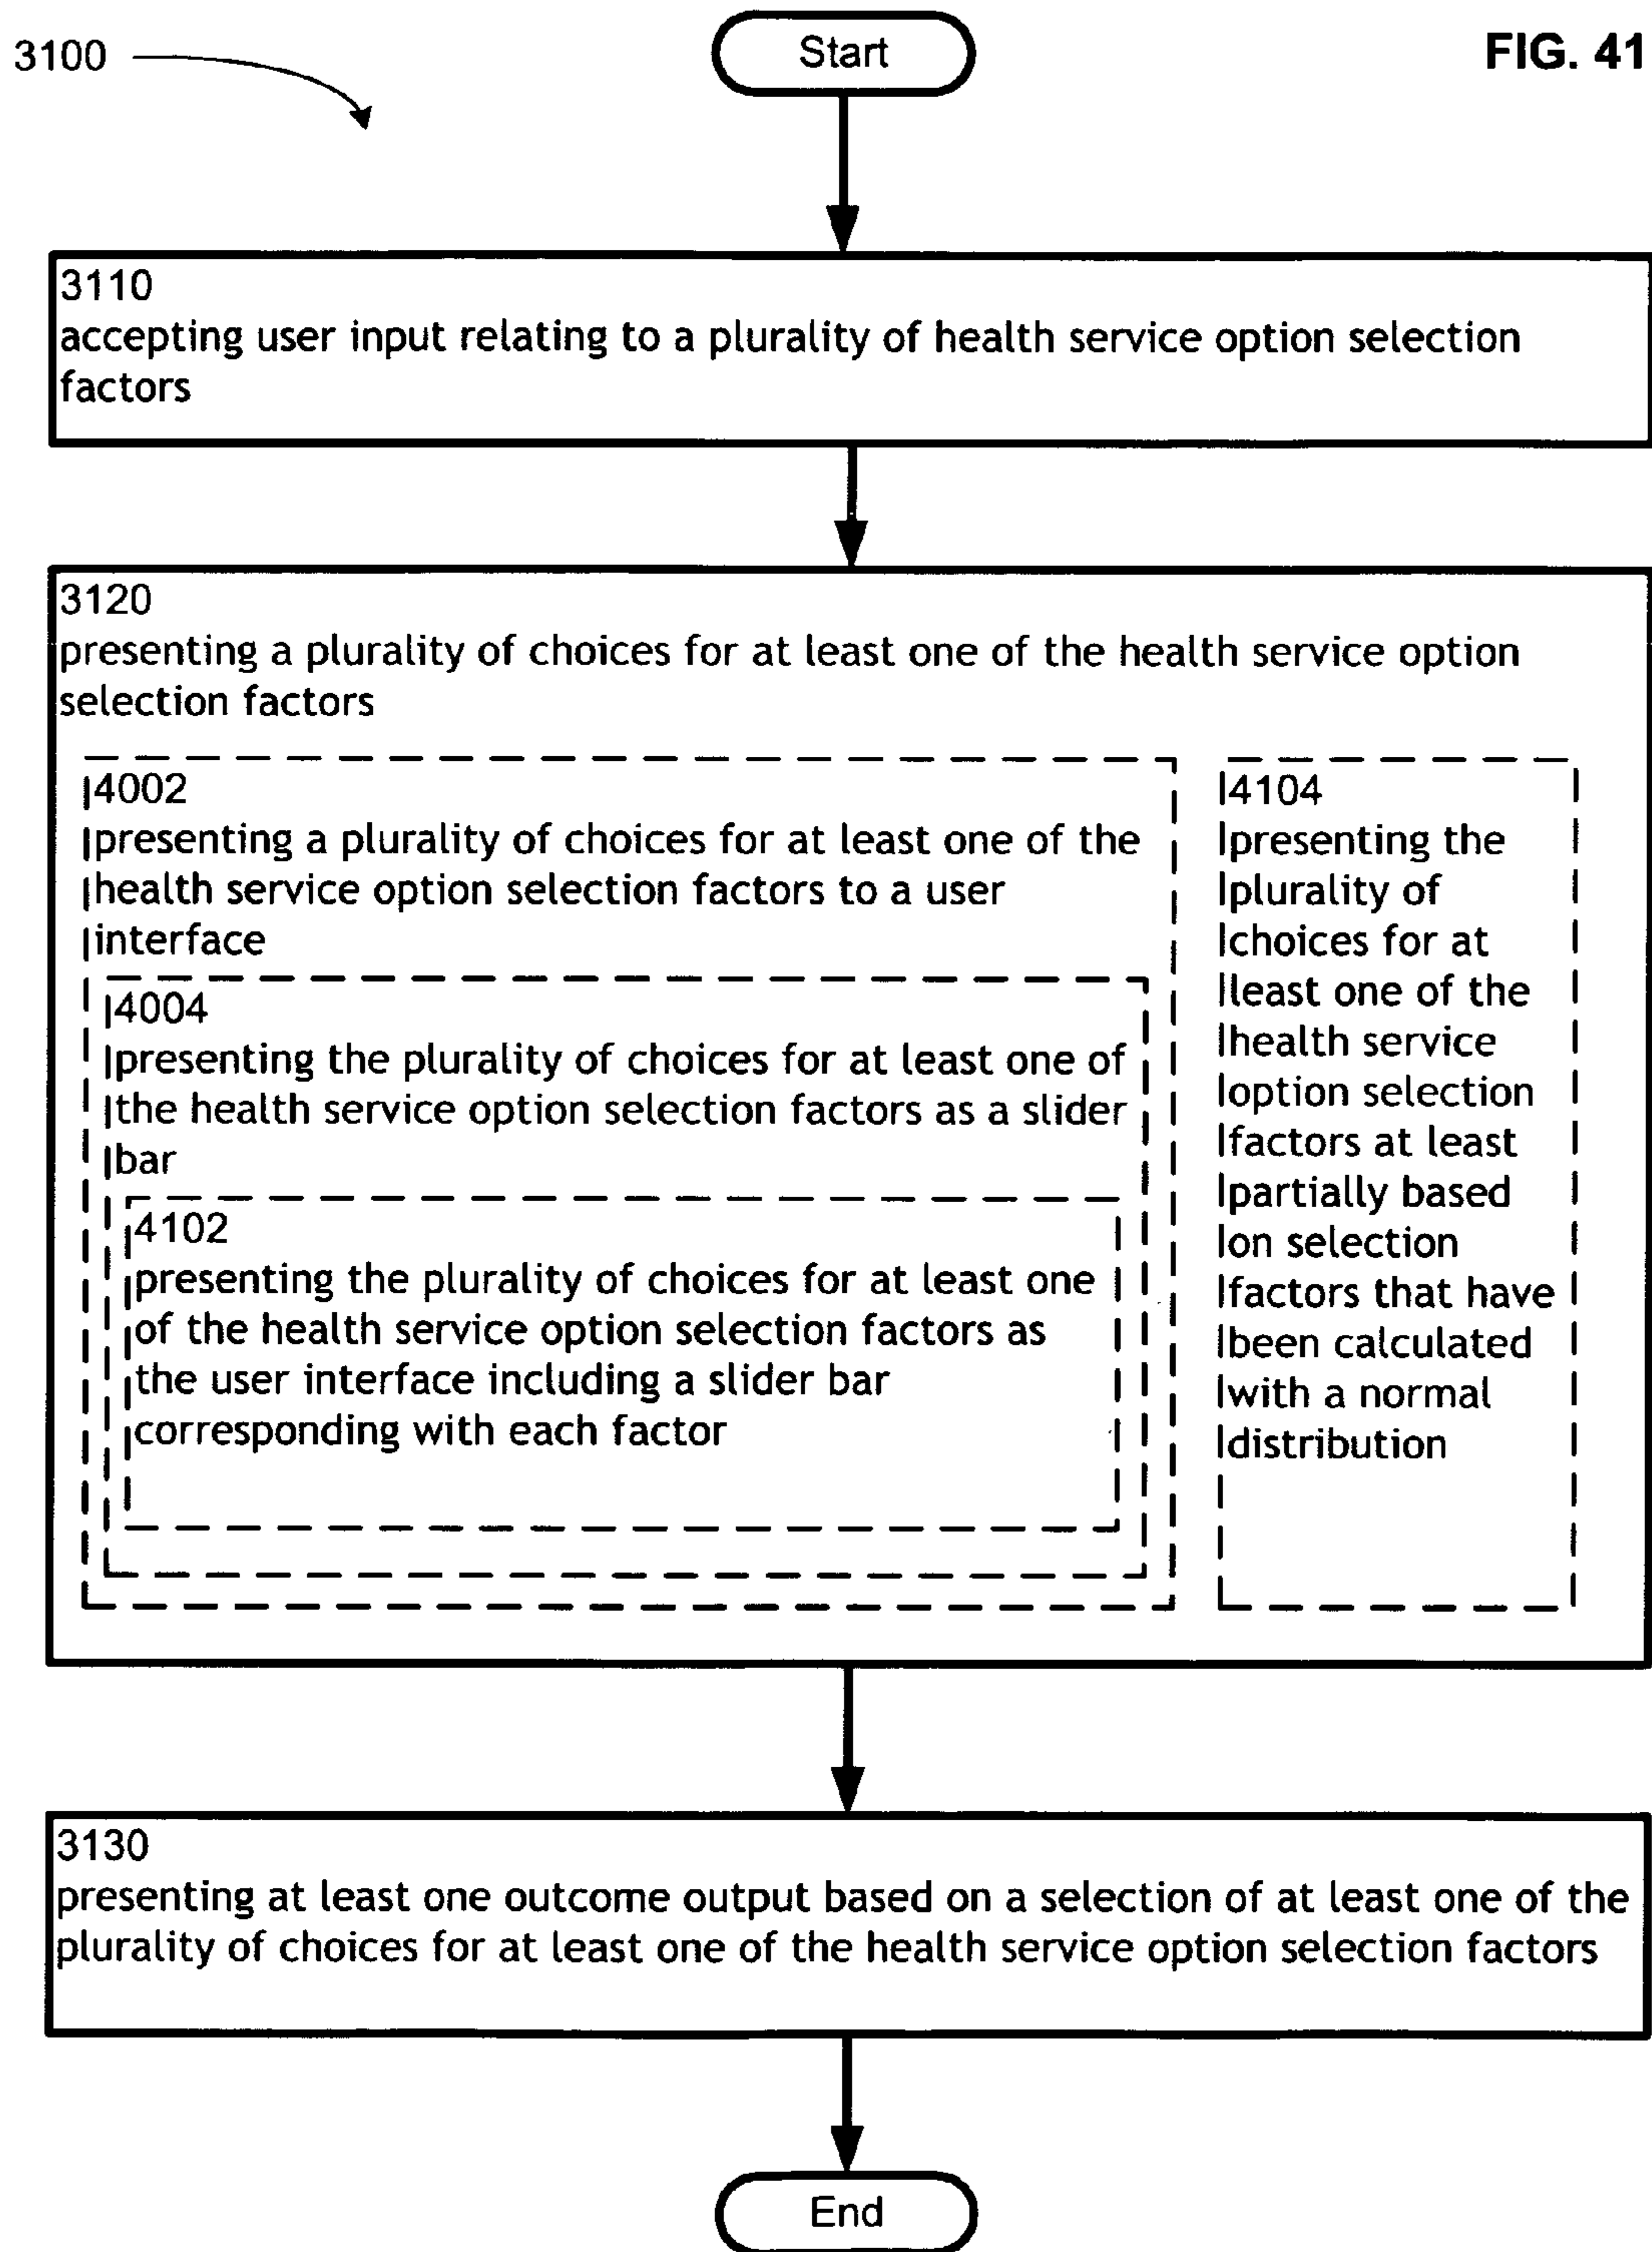 3100
Start
FIG. 41
3110
accepting user input relating to a plurality of health service option selection
factors
3120
presenting a plurality of choices for at least one of the health service option
selection factors
4002
presenting a plurality of choices for at least one of the
health service option selection factors to a user
interface
4004
presenting the plurality of choices for at least one of
the health service option selection factors as a slider
bar
4102
presenting the plurality of choices for at least one
of the health service option selection factors as
the user interface including a slider bar
corresponding with each factor
4104
presenting the
plurality of
choices for at
least one of the
health service
option selection
factors at least
partially based
on selection
factors that have
been calculated
with a normal
distribution
3130
presenting at least one outcome output based on a selection of at least one of the
plurality of choices for at least one of the health service option selection factors
End